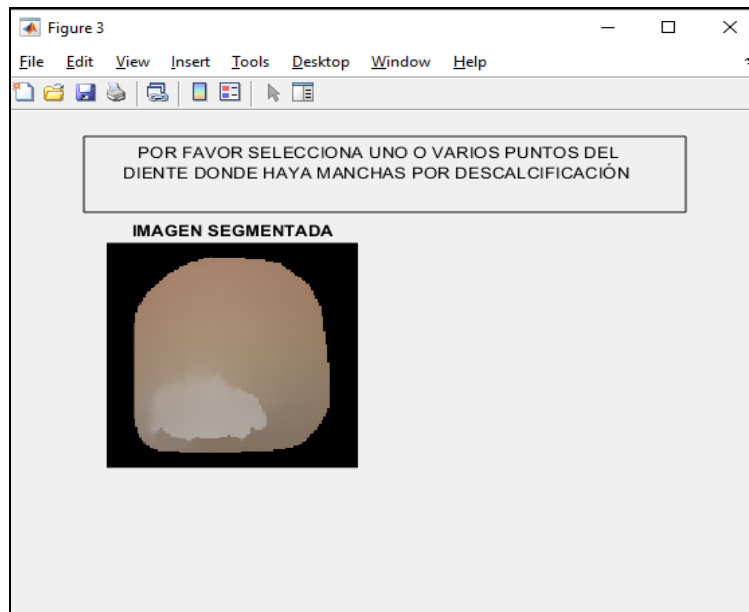 Figure 3
File Edit View Insert Tools Desktop Window Help
POR FAVOR SELECCIONA UNO O VARIOS PUNTOS DEL
DIENTE DONDE HAYA MANCHAS POR DESCALCIFICACIÓN
IMAGEN SEGMENTADA